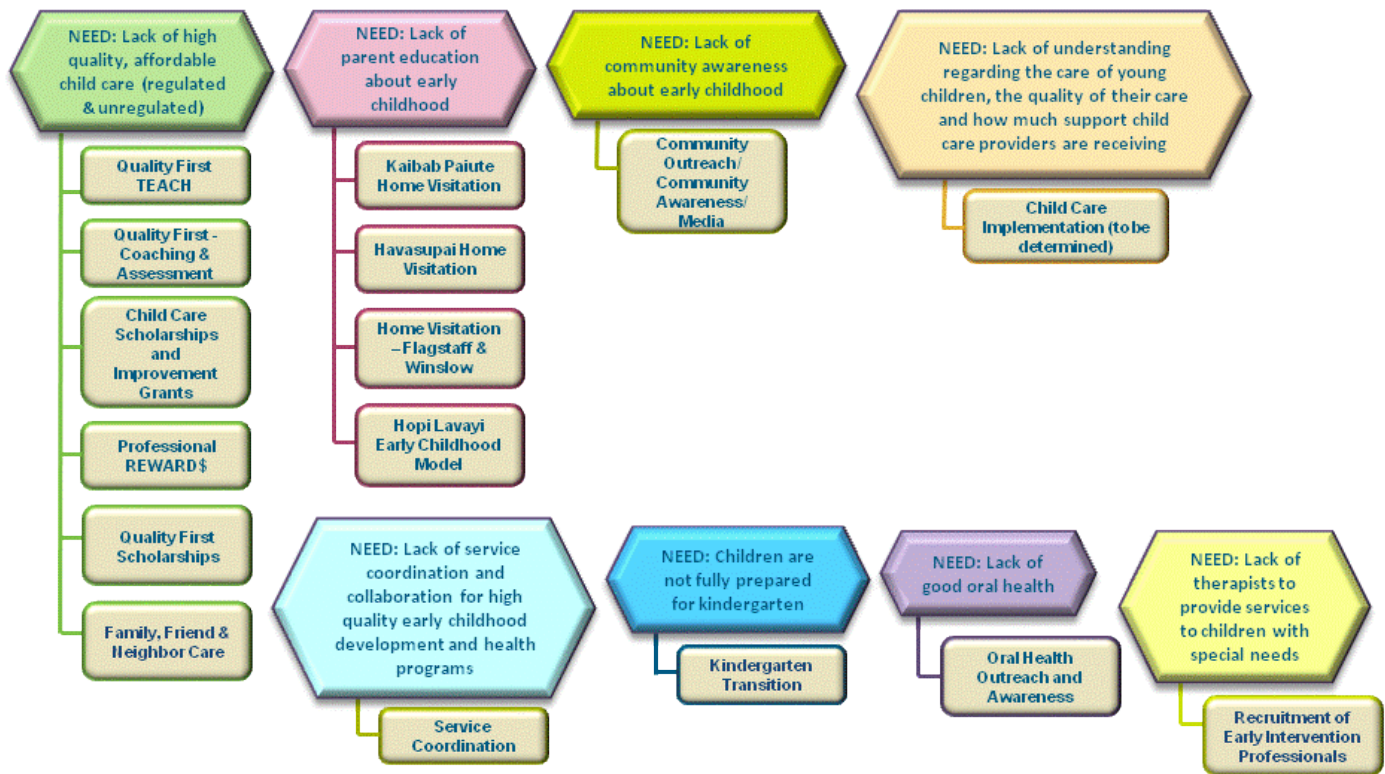 NEED: Lack of high
quality, affordable
child care (regulated
& unregulated)
Quality First
TEACH
Quality First -
Coaching &
Assessment
Child Care
Scholarships
and
Improvement
Grants
Professional
REWARD$
Quality First
Scholarships
Family, Friend &
Neighbor Care
NEED: Lack of
parent education
about early
childhood
Kaibab Paiute
Home Visitation
Havasupai Home
Visitation
Home Visitation
– Flagstaff &
Winslow
Hopi Lavayi
Early Childhood
Model
NEED: Lack of
community awareness
about early childhood
Community
Outreach/
Community
Awareness/
Media
NEED: Lack of understanding
regarding the care of young
children, the quality of their care
and how much support child
care providers are receiving
Child Care
Implementation (to be
determined)
NEED: Lack of service
coordination and
collaboration for high
quality early childhood
development and health
programs
Service
Coordination
NEED: Children are
not fully prepared
for kindergarten
Kindergarten
Transition
NEED: Lack of
good oral health
Oral Health
Outreach and
Awareness
NEED: Lack of
therapists to
provide services
to children with
special needs
Recruitment of
Early Intervention
Professionals